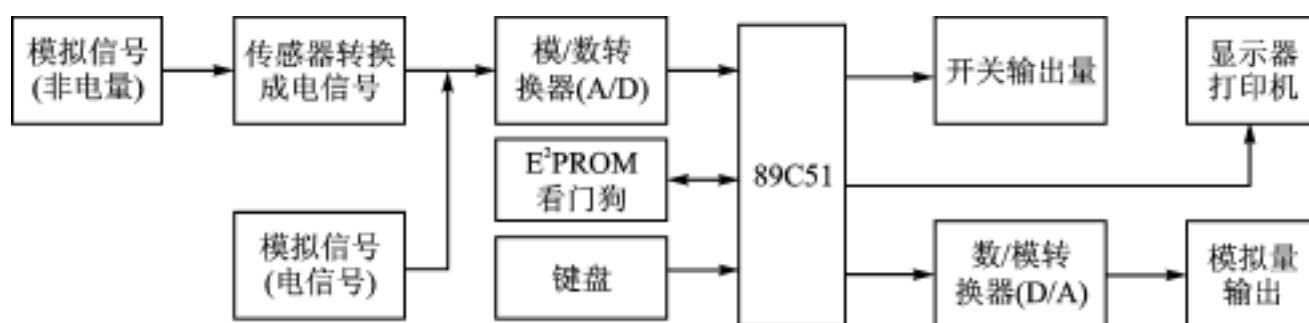 模拟信号
(非电量)
传感器转换
成电信号
模/数转
换器(A/D)
开关输出量
显示器
打印机
E²PROM
看门狗
89C51
模拟信号
(电信号)
键盘
数/模转
换器(D/A)
模拟量
输出